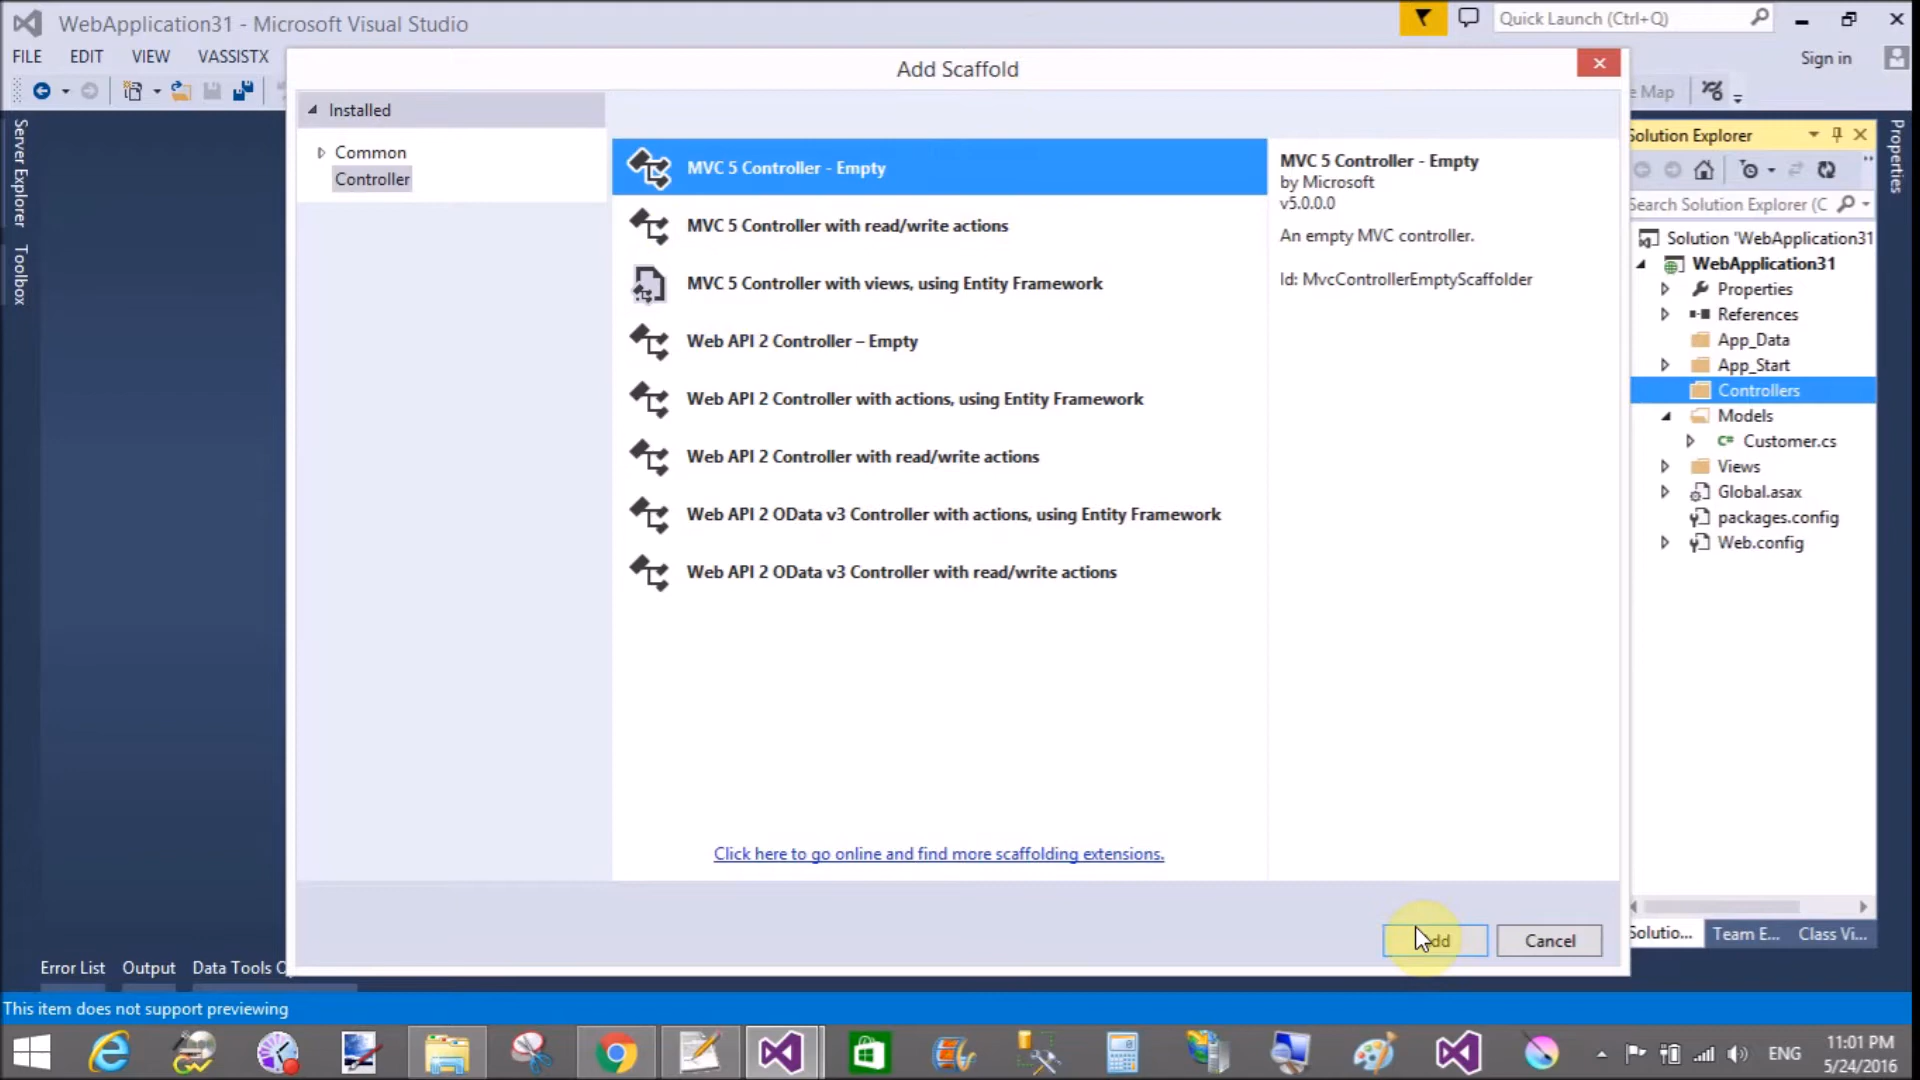 WebApplication31 - Microsoft Visual Studio
Quick Launch (Ctrl+Q)
FILE EDIT VIEW VASSISTX
Sign in
Add Scaffold
Map
Server Explorer
Toolbox
Installed
Common
Controller
MVC 5 Controller - Empty
MVC 5 Controller with read/write actions
MVC 5 Controller with views, using Entity Framework
Web API 2 Controller – Empty
Web API 2 Controller with actions, using Entity Framework
Web API 2 Controller with read/write actions
Web API 2 OData v3 Controller with actions, using Entity Framework
Web API 2 OData v3 Controller with read/write actions
Click here to go online and find more scaffolding extensions.
MVC 5 Controller - Empty
by Microsoft
v5.0.0.0
An empty MVC controller.
Id: MvcControllerEmptyScaffolder
Cancel
Solution Explorer
Search Solution Explorer (C
Solution 'WebApplication31
WebApplication31
Properties
References
App_Data
App_Start
Controllers
Models
C# Customer.cs
Views
Global.asax
packages.config
Web.config
Solutio... Team E... Class Vi...
Properties
Error List Output Data Tools O
This item does not support previewing
ENG
11:01 PM
5/24/2016